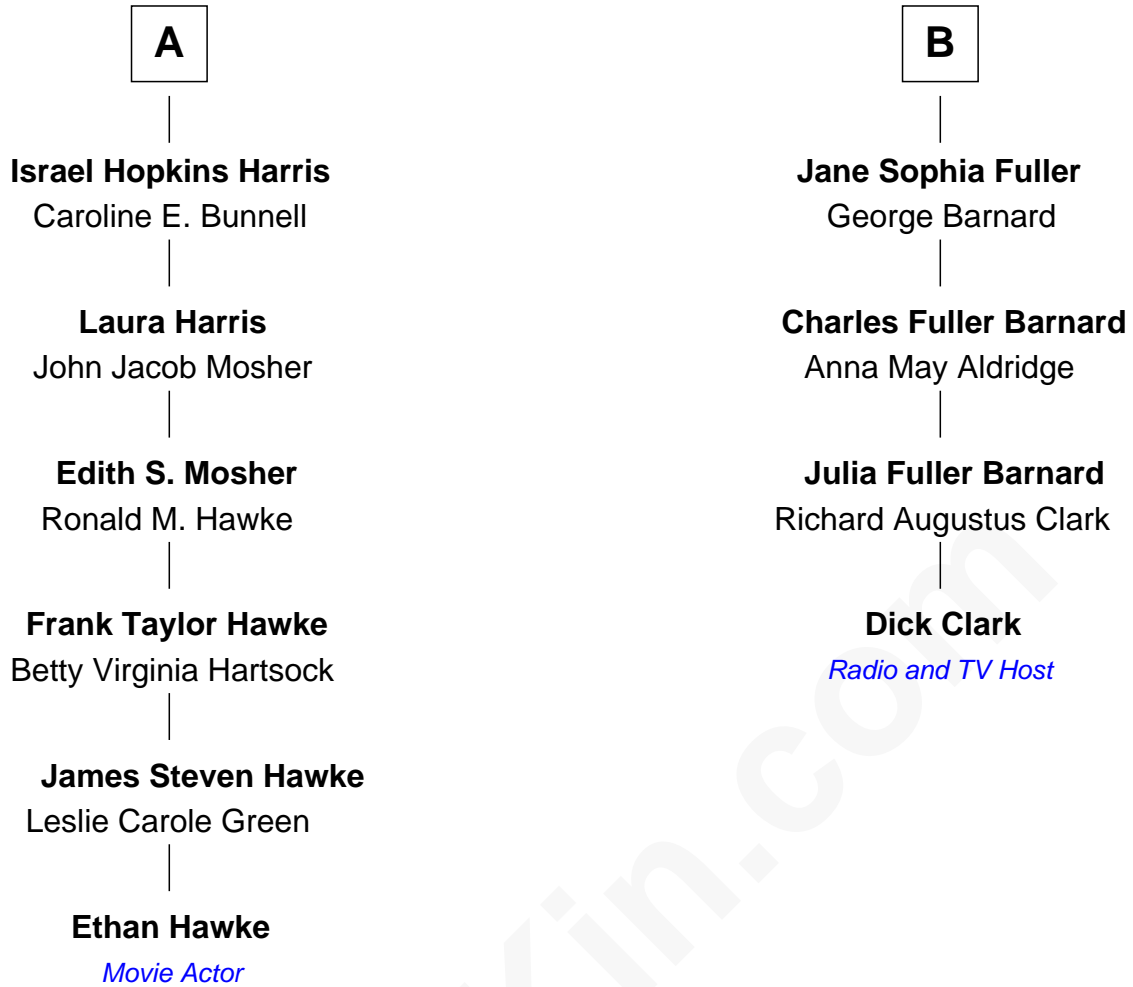 A
Israel Hopkins Harris
Caroline E. Bunnell
Laura Harris
John Jacob Mosher
Edith S. Mosher
Ronald M. Hawke
Frank Taylor Hawke
Betty Virginia Hartsock
James Steven Hawke
Leslie Carole Green
Ethan Hawke
Movie Actor
B
Jane Sophia Fuller
George Barnard
Charles Fuller Barnard
Anna May Aldridge
Julia Fuller Barnard
Richard Augustus Clark
Dick Clark
Radio and TV Host
Kin.com